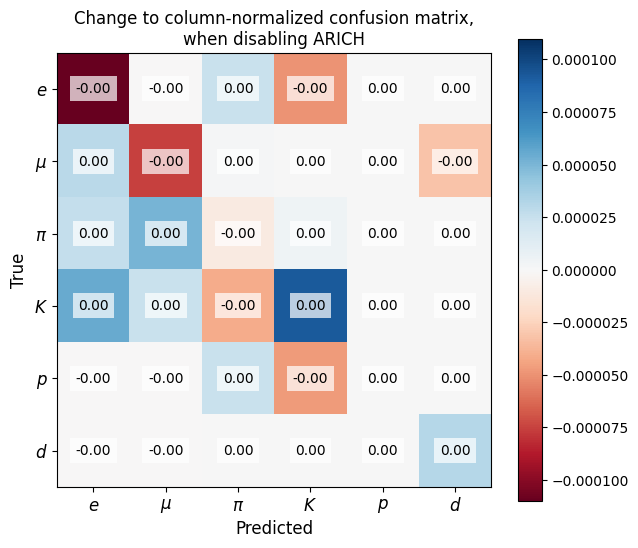 Change to column-normalized confusion matrix,
when disabling ARICH
e -0.00 -0.00 0.00 -0.00 0.00 0.00
μ 0.00 -0.00 0.00 0.00 0.00 -0.00
π 0.00 0.00 -0.00 0.00 0.00 0.00
K 0.00 0.00 -0.00 0.00 0.00 0.00
p -0.00 -0.00 0.00 -0.00 0.00 0.00
d -0.00 -0.00 0.00 0.00 0.00 0.00
e μ π K p d
Predicted
True
0.000100
0.000075
0.000050
0.000025
0.000000
−0.000025
−0.000050
−0.000075
−0.000100